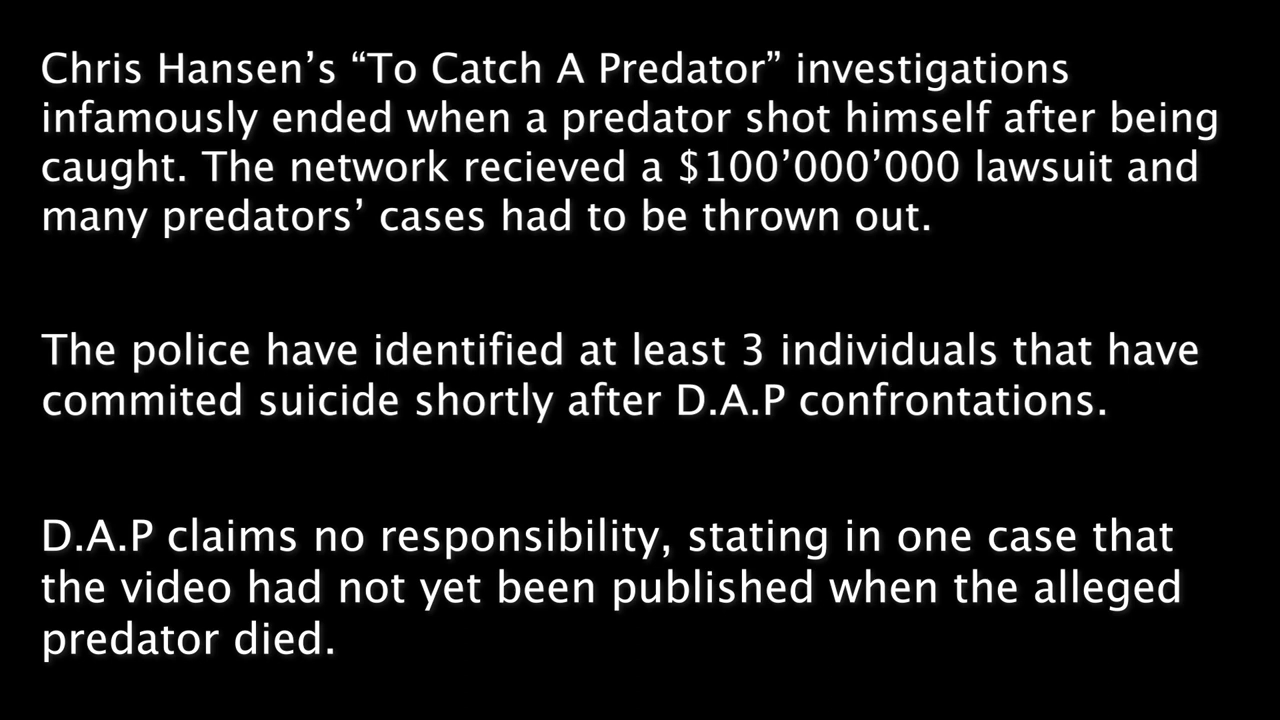 Chris Hansen’s “To Catch A Predator” investigations
infamously ended when a predator shot himself after being
caught. The network recieved a $100’000’000 lawsuit and
many predators’ cases had to be thrown out.
The police have identified at least 3 individuals that have
commited suicide shortly after D.A.P confrontations.
D.A.P claims no responsibility, stating in one case that
the video had not yet been published when the alleged
predator died.